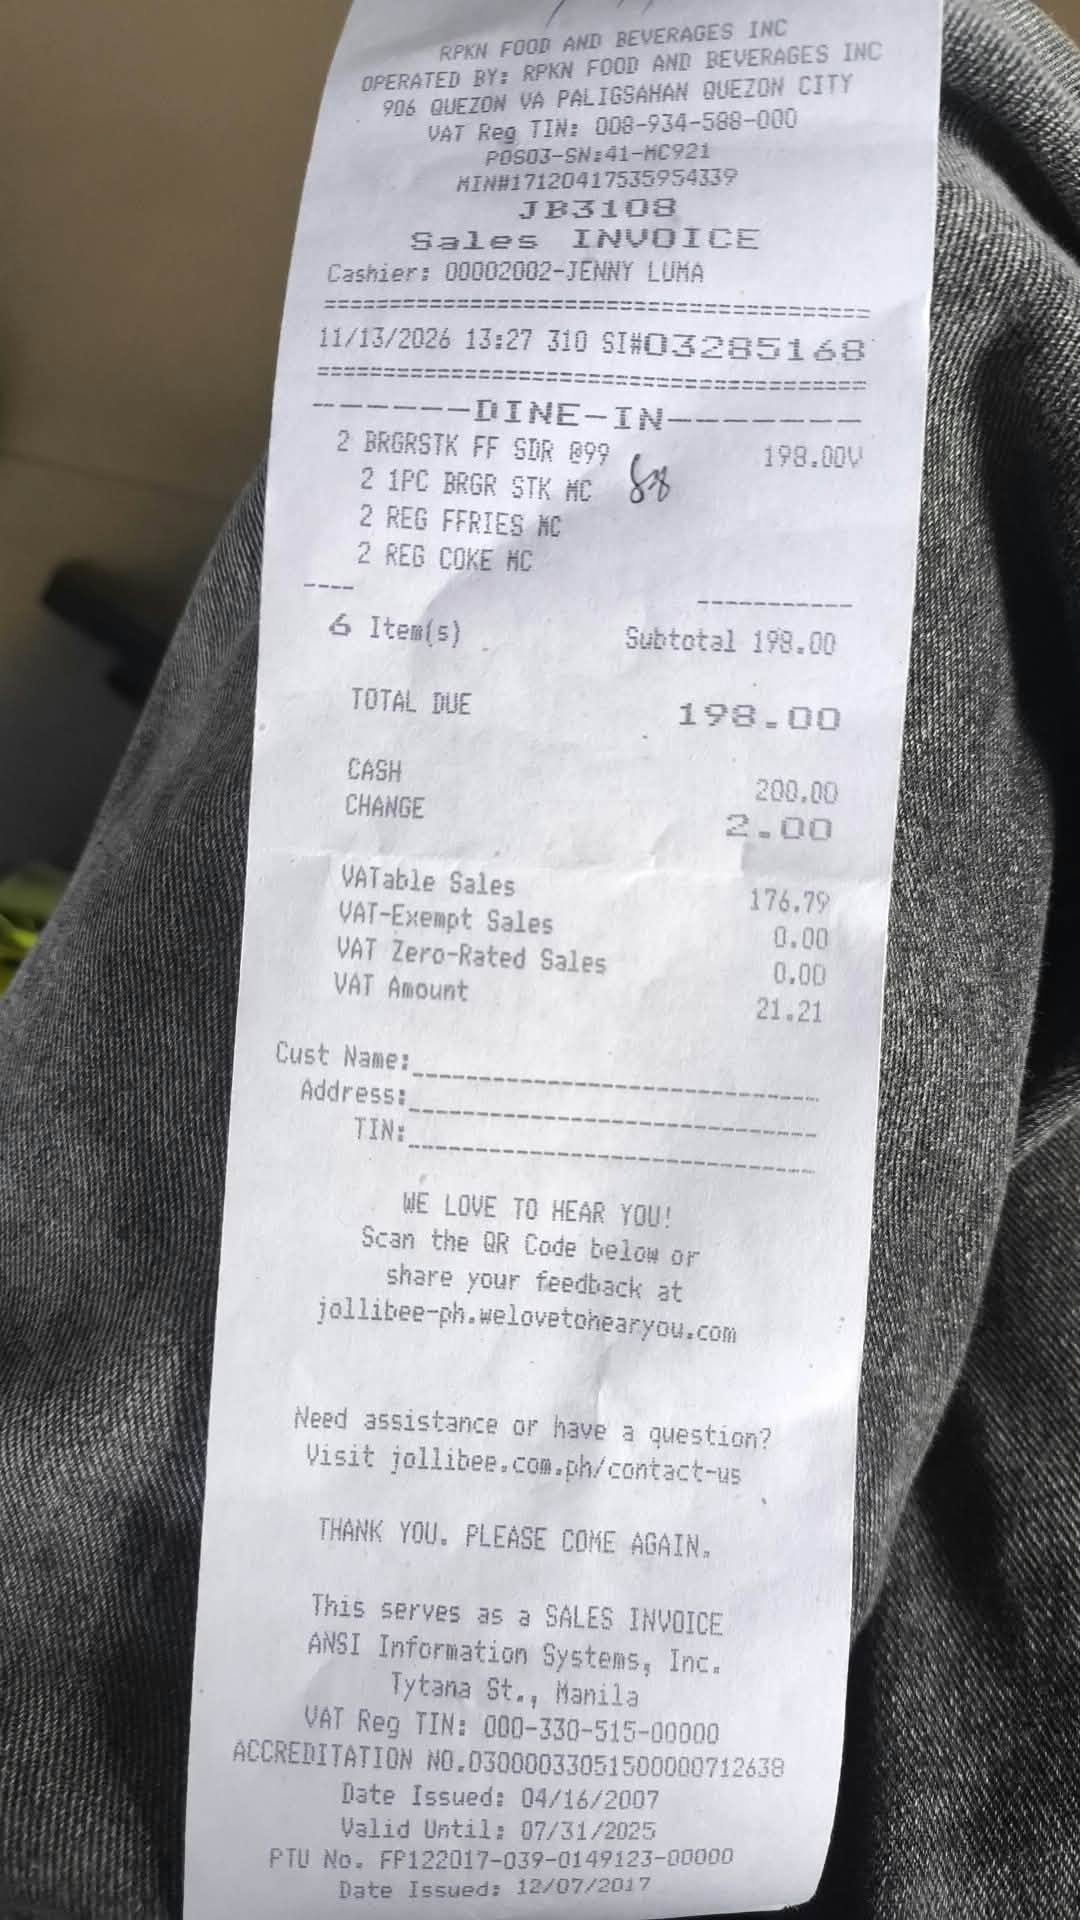 RPKN FOOD AND BEVERAGES INC
OPERATED BY: RPKN FOOD AND BEVERAGES INC
906 QUEZON VA PALIGSAHAN QUEZON CITY
VAT Reg TIN: 008-934-588-000
POS03-SN:41-MC921
MIN#17120417535954339
JB3108
Sales INVOICE
Cashier: 00002002-JENNY LUMA
==========================================
11/13/2026 13:27 310 SI#03285168
==========================================
-------DINE-IN--------
2 BRGRSTK FF SDR @99 198.00V
2 1PC BRGR STK MC
2 REG FFRIES MC
2 REG COKE MC
---- ------------
6 Item(s) Subtotal 198.00
TOTAL DUE 198.00
CASH 200.00
CHANGE 2.00
VATable Sales 176.79
VAT-Exempt Sales 0.00
VAT Zero-Rated Sales 0.00
VAT Amount 21.21
Cust Name:______________________________
Address:______________________________
TIN:______________________________
WE LOVE TO HEAR YOU!
Scan the QR Code below or
share your feedback at
jollibee-ph.welovetohearyou.com
Need assistance or have a question?
Visit jollibee.com.ph/contact-us
THANK YOU. PLEASE COME AGAIN.
This serves as a SALES INVOICE
ANSI Information Systems, Inc.
Tytana St., Manila
VAT Reg TIN: 000-330-515-00000
ACCREDITATION NO.03000033051500000712638
Date Issued: 04/16/2007
Valid Until: 07/31/2025
PTU No. FP122017-039-0149123-00000
Date Issued: 12/07/2017